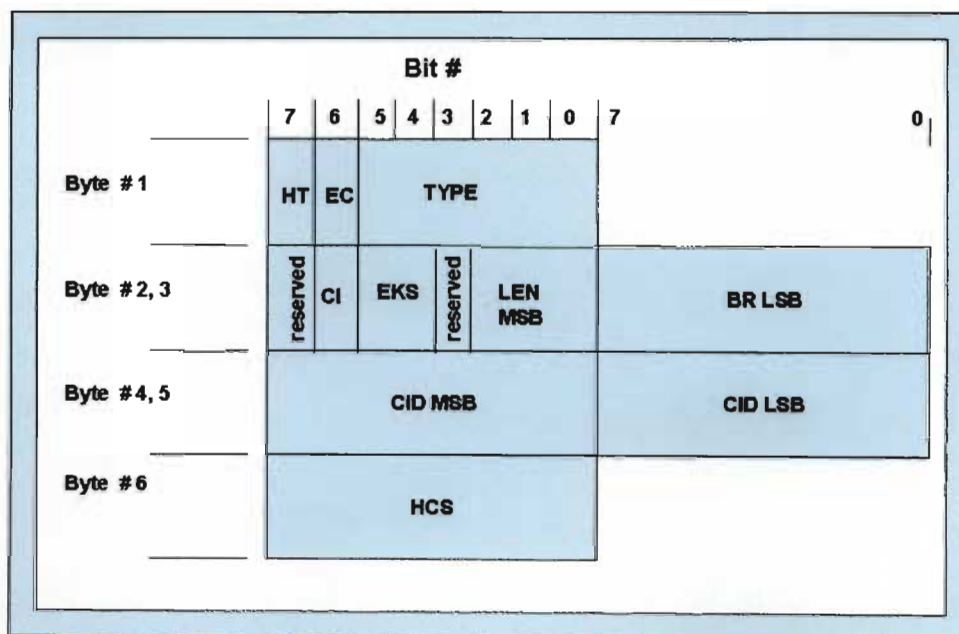 Bit #
7 6 5 4 3 2 1 0 7 0
Byte #1
HT EC TYPE
Byte #2, 3
reserved CI EKS reserved LEN MSB BR LSB
Byte #4, 5
CID MSB CID LSB
Byte #6
HCS